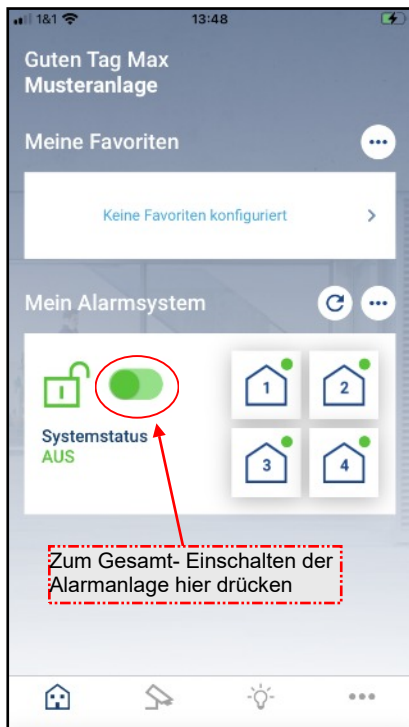 1&1 13:48
Guten Tag Max
Musteranlage
Meine Favoriten
Keine Favoriten konfiguriert
Mein Alarmsystem
1 2
Systemstatus
AUS
3 4
Zum Gesamt- Einschalten der
Alarmanlage hier drücken